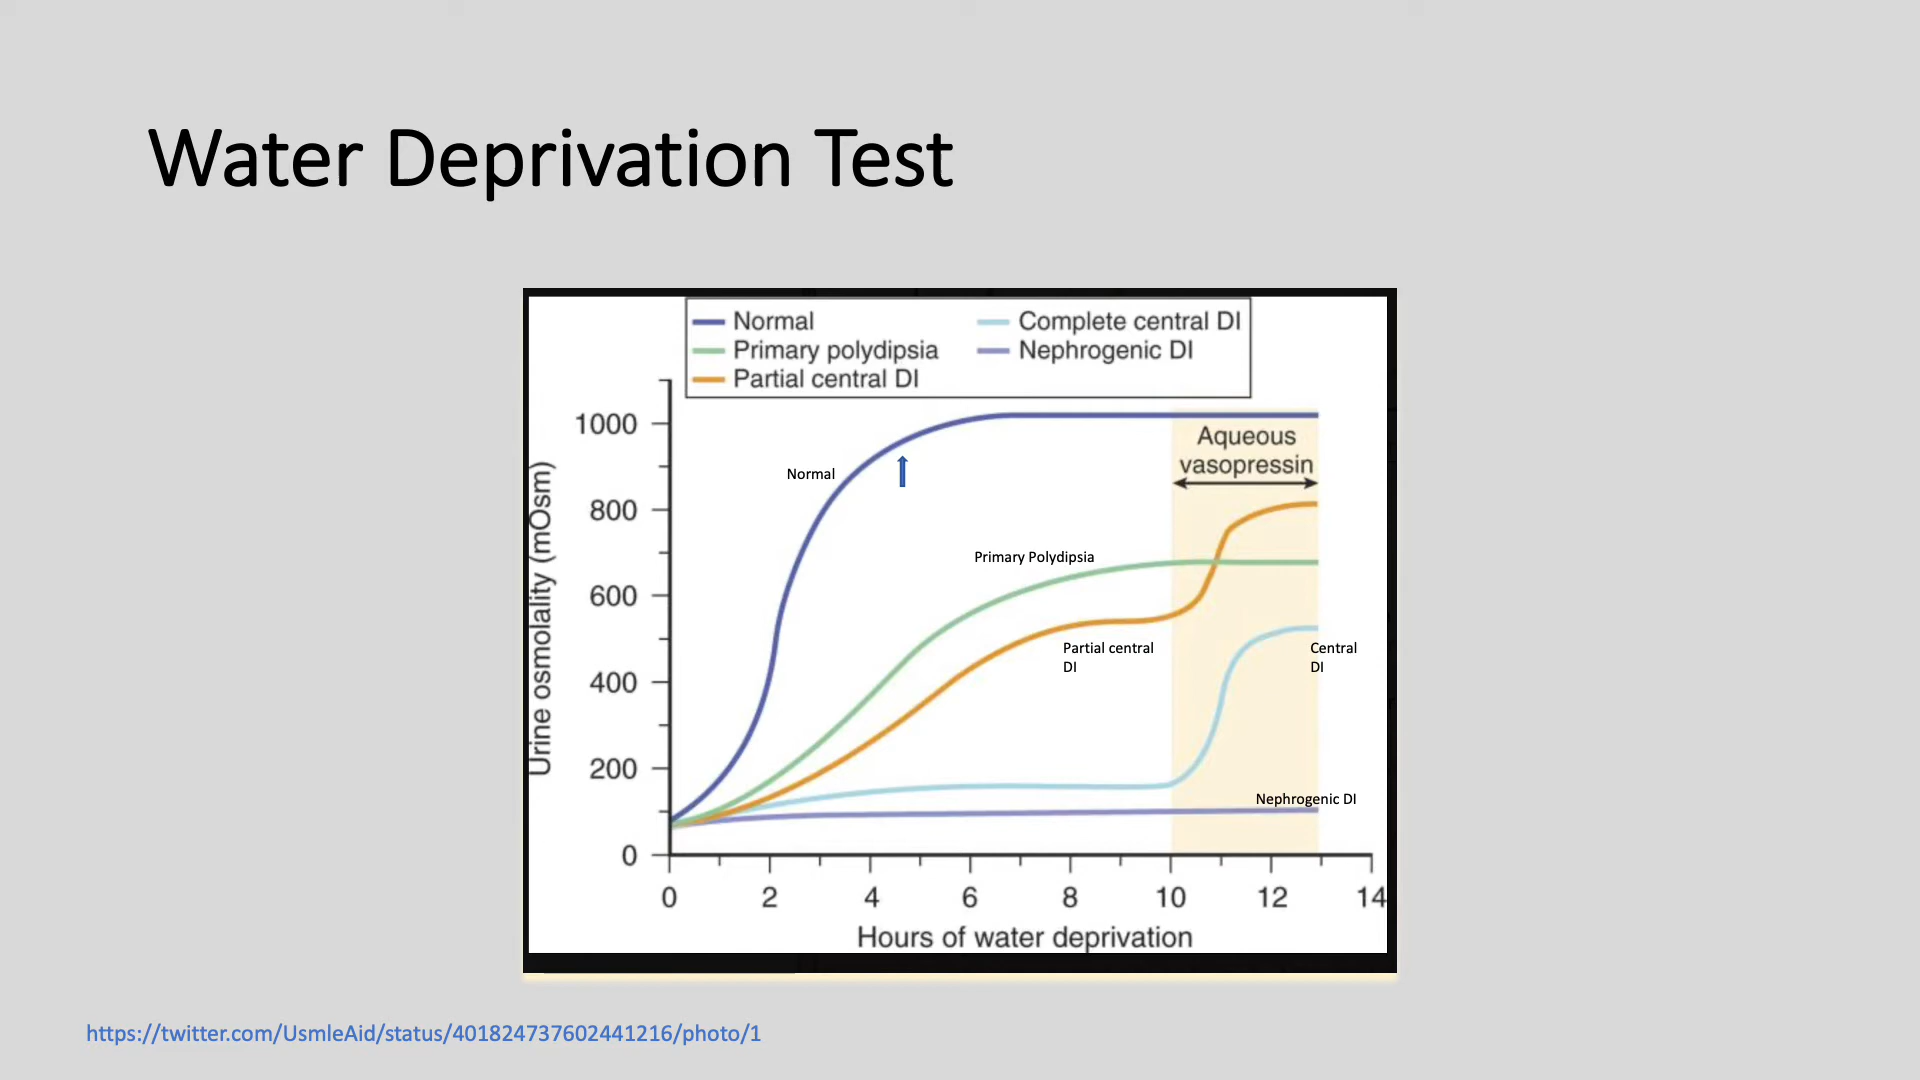 Water Deprivation Test
Normal
Primary polydipsia
Partial central DI
Complete central DI
Nephrogenic DI
Urine osmolality (mOsm)
1000
800
600
400
200
0
Normal
Primary Polydipsia
Partial central
DI
Aqueous
vasopressin
Central
DI
Nephrogenic DI
0 2 4 6 8 10 12 14
Hours of water deprivation
https://twitter.com/UsmleAid/status/401824737602441216/photo/1